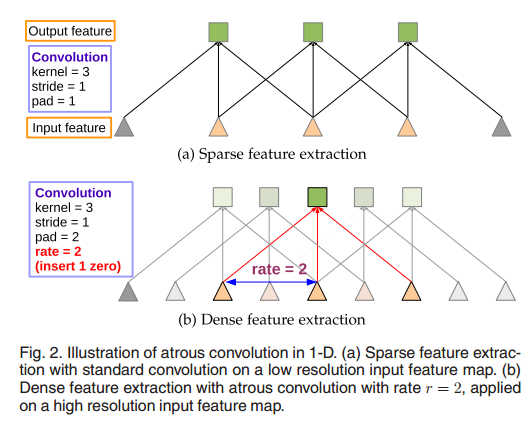 Output feature
Convolution
kernel = 3
stride = 1
pad = 1
Input feature
(a) Sparse feature extraction
Convolution
kernel = 3
stride = 1
pad = 2
rate = 2
(insert 1 zero)
rate = 2
(b) Dense feature extraction
Fig. 2. Illustration of atrous convolution in 1-D. (a) Sparse feature extrac-
tion with standard convolution on a low resolution input feature map. (b)
Dense feature extraction with atrous convolution with rate r = 2, applied
on a high resolution input feature map.